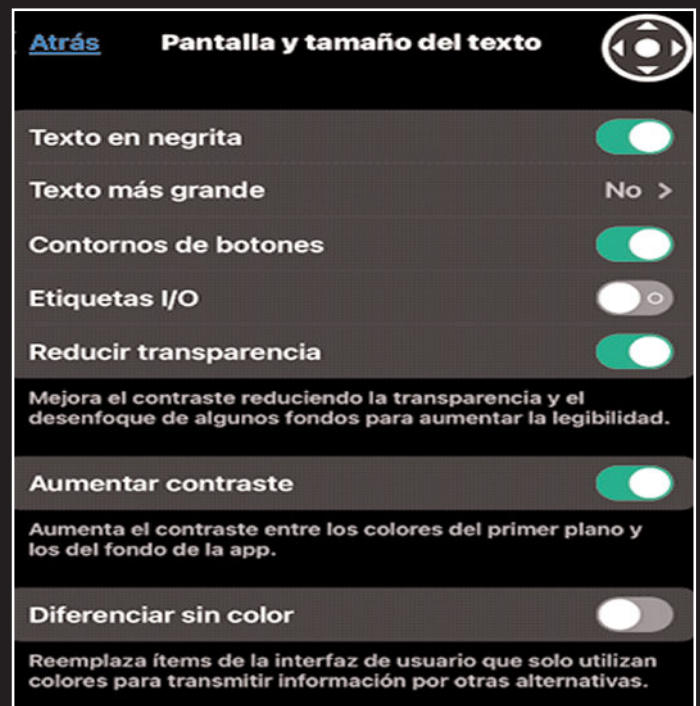 Atrás Pantalla y tamaño del texto
Texto en negrita
Texto más grande No >
Contornos de botones
Etiquetas I/O
Reducir transparencia
Mejora el contraste reduciendo la transparencia y el
desenfoque de algunos fondos para aumentar la legibilidad.
Aumentar contraste
Aumenta el contraste entre los colores del primer plano y
los del fondo de la app.
Diferenciar sin color
Reemplaza ítems de la interfaz de usuario que solo utilizan
colores para transmitir información por otras alternativas.